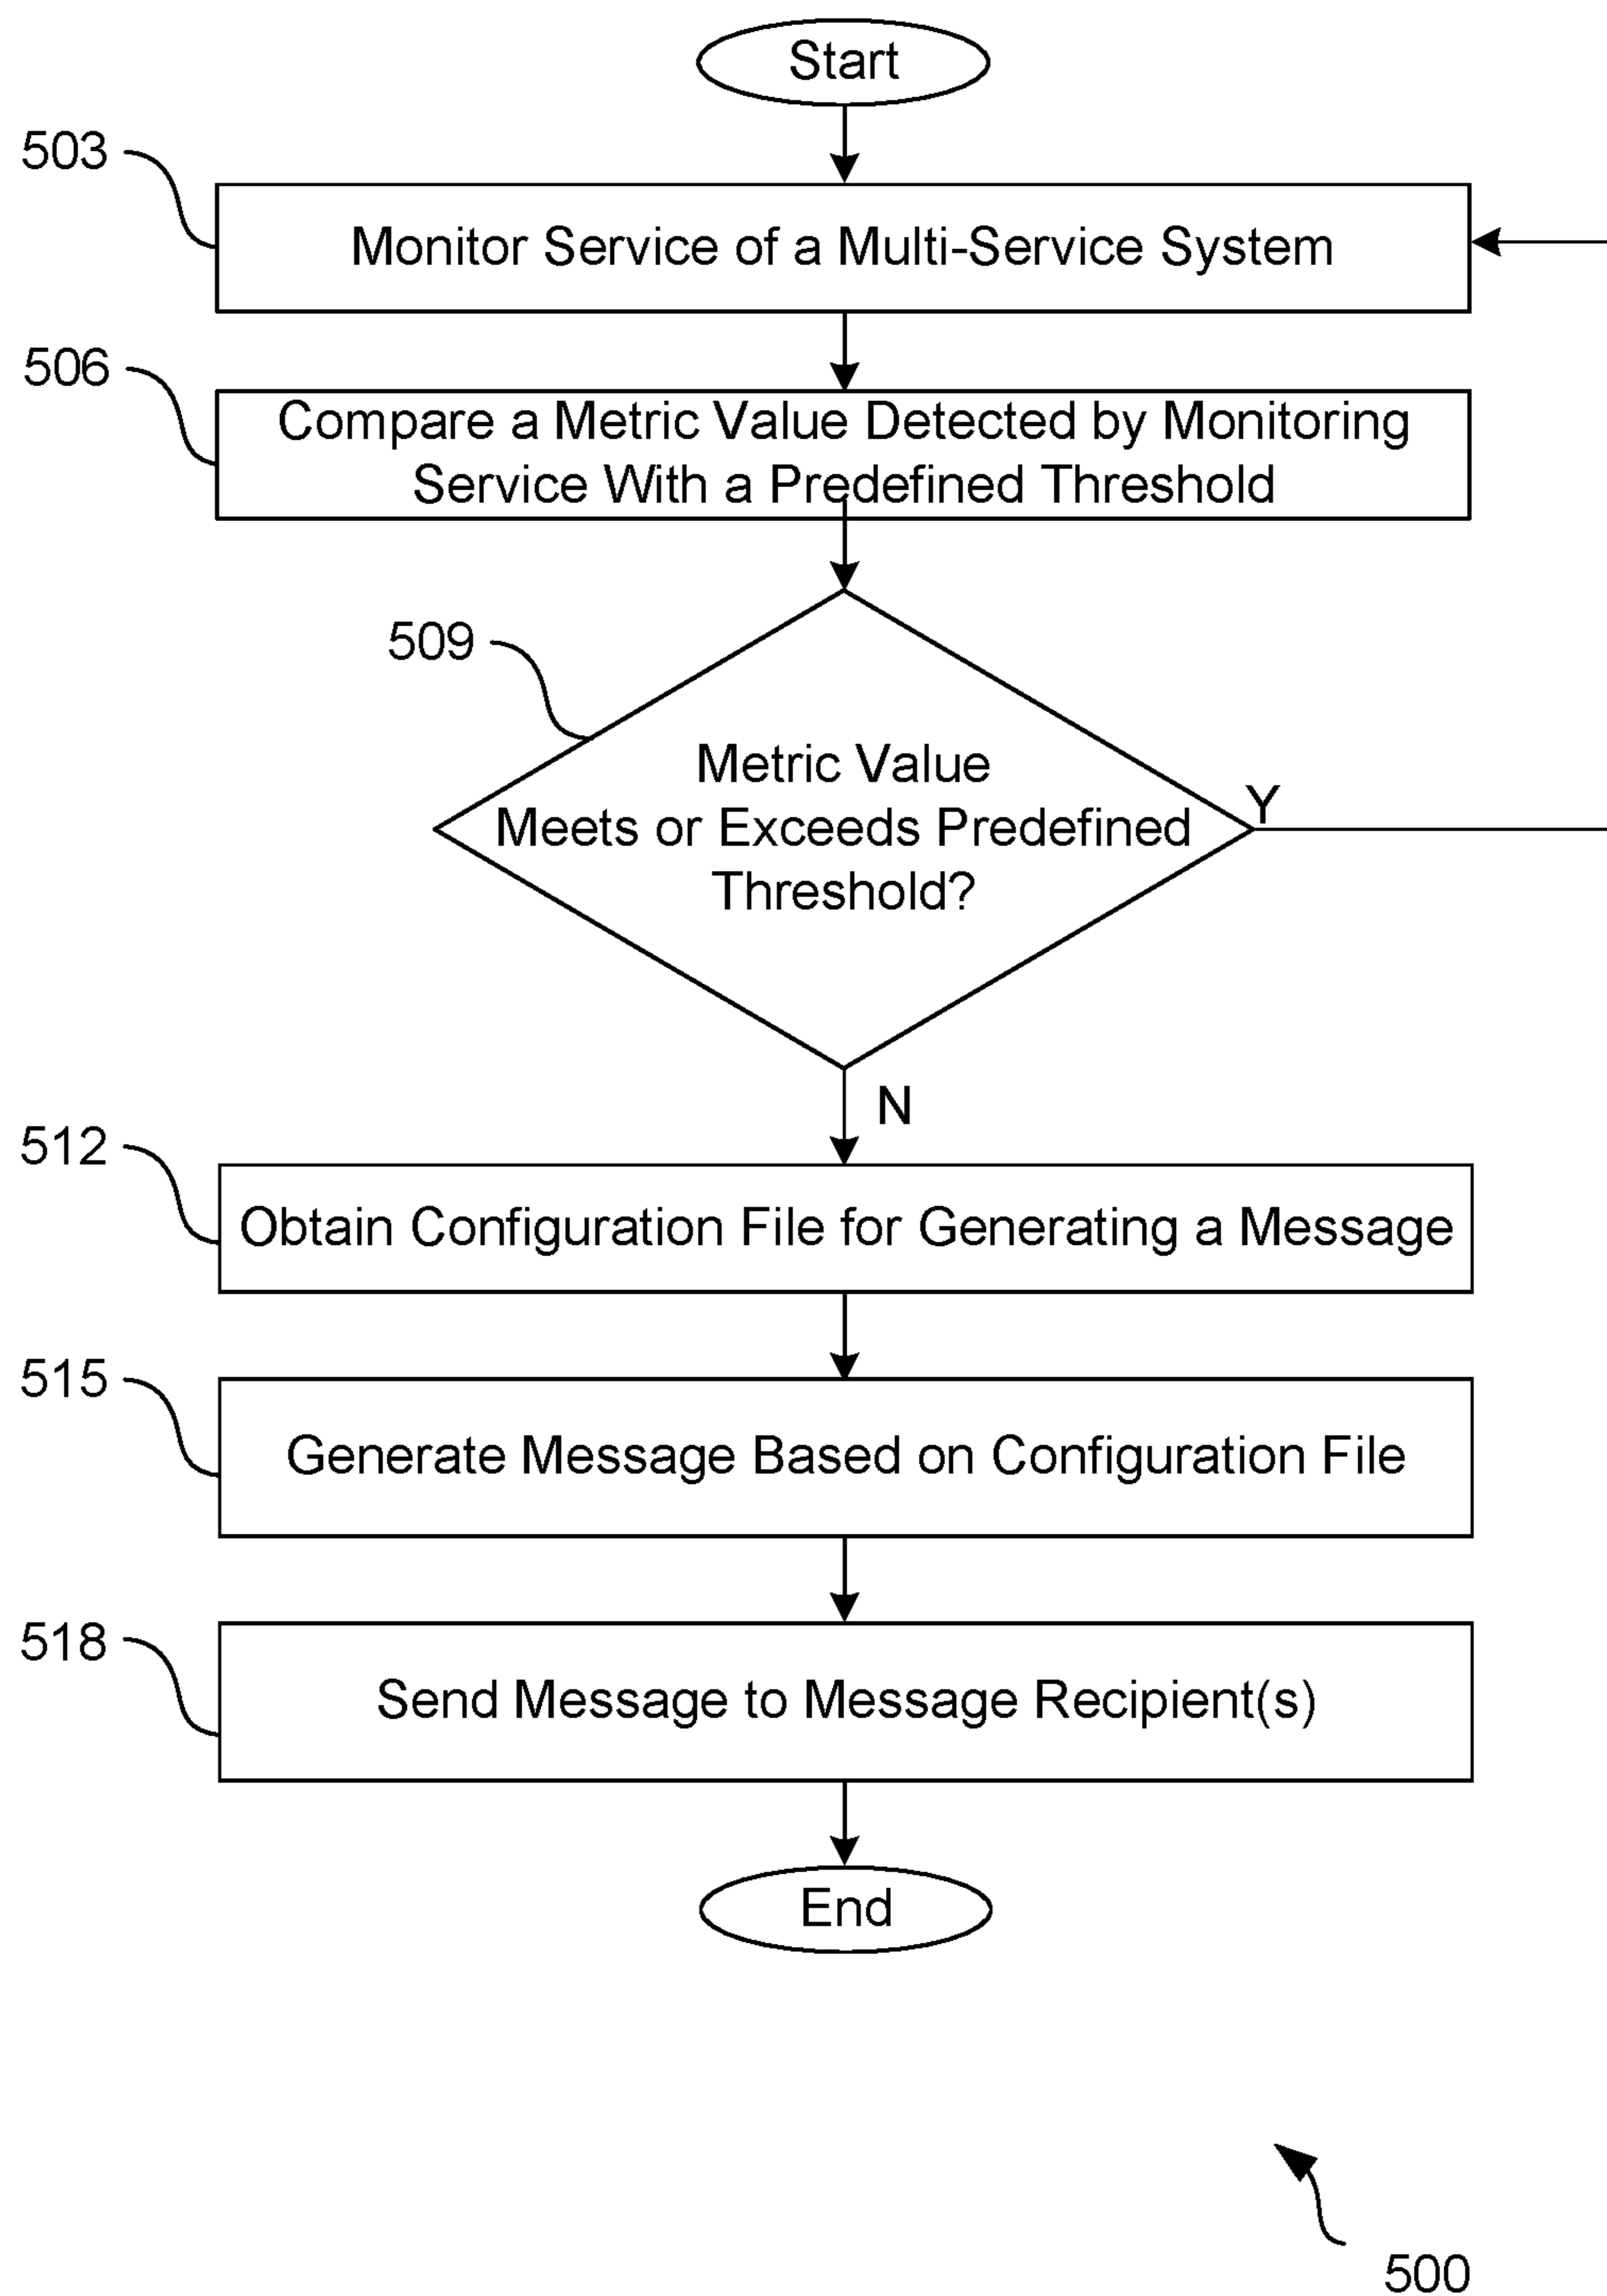 Start
503
Monitor Service of a Multi-Service System
506
Compare a Metric Value Detected by Monitoring
Service With a Predefined Threshold
509
Metric Value
Meets or Exceeds Predefined
Threshold?
Y
N
512
Obtain Configuration File for Generating a Message
515
Generate Message Based on Configuration File
518
Send Message to Message Recipient(s)
End
500